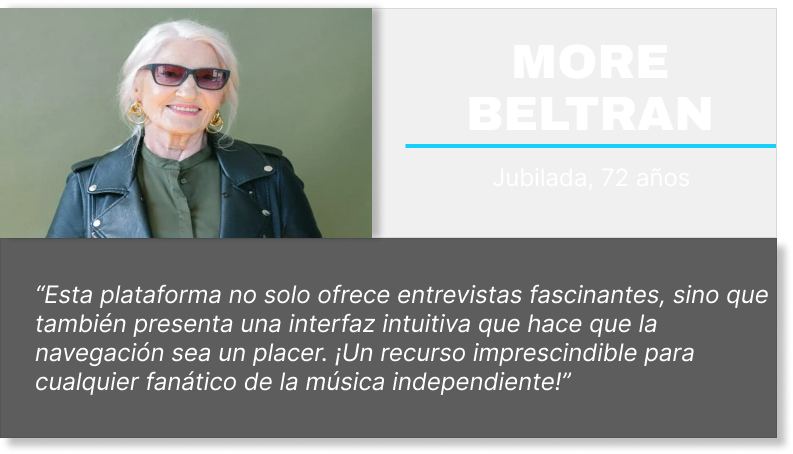 MORE
BELTRAN
Jubilada, 72 años
“Esta plataforma no solo ofrece entrevistas fascinantes, sino que
también presenta una interfaz intuitiva que hace que la
navegación sea un placer. ¡Un recurso imprescindible para
cualquier fanático de la música independiente!”